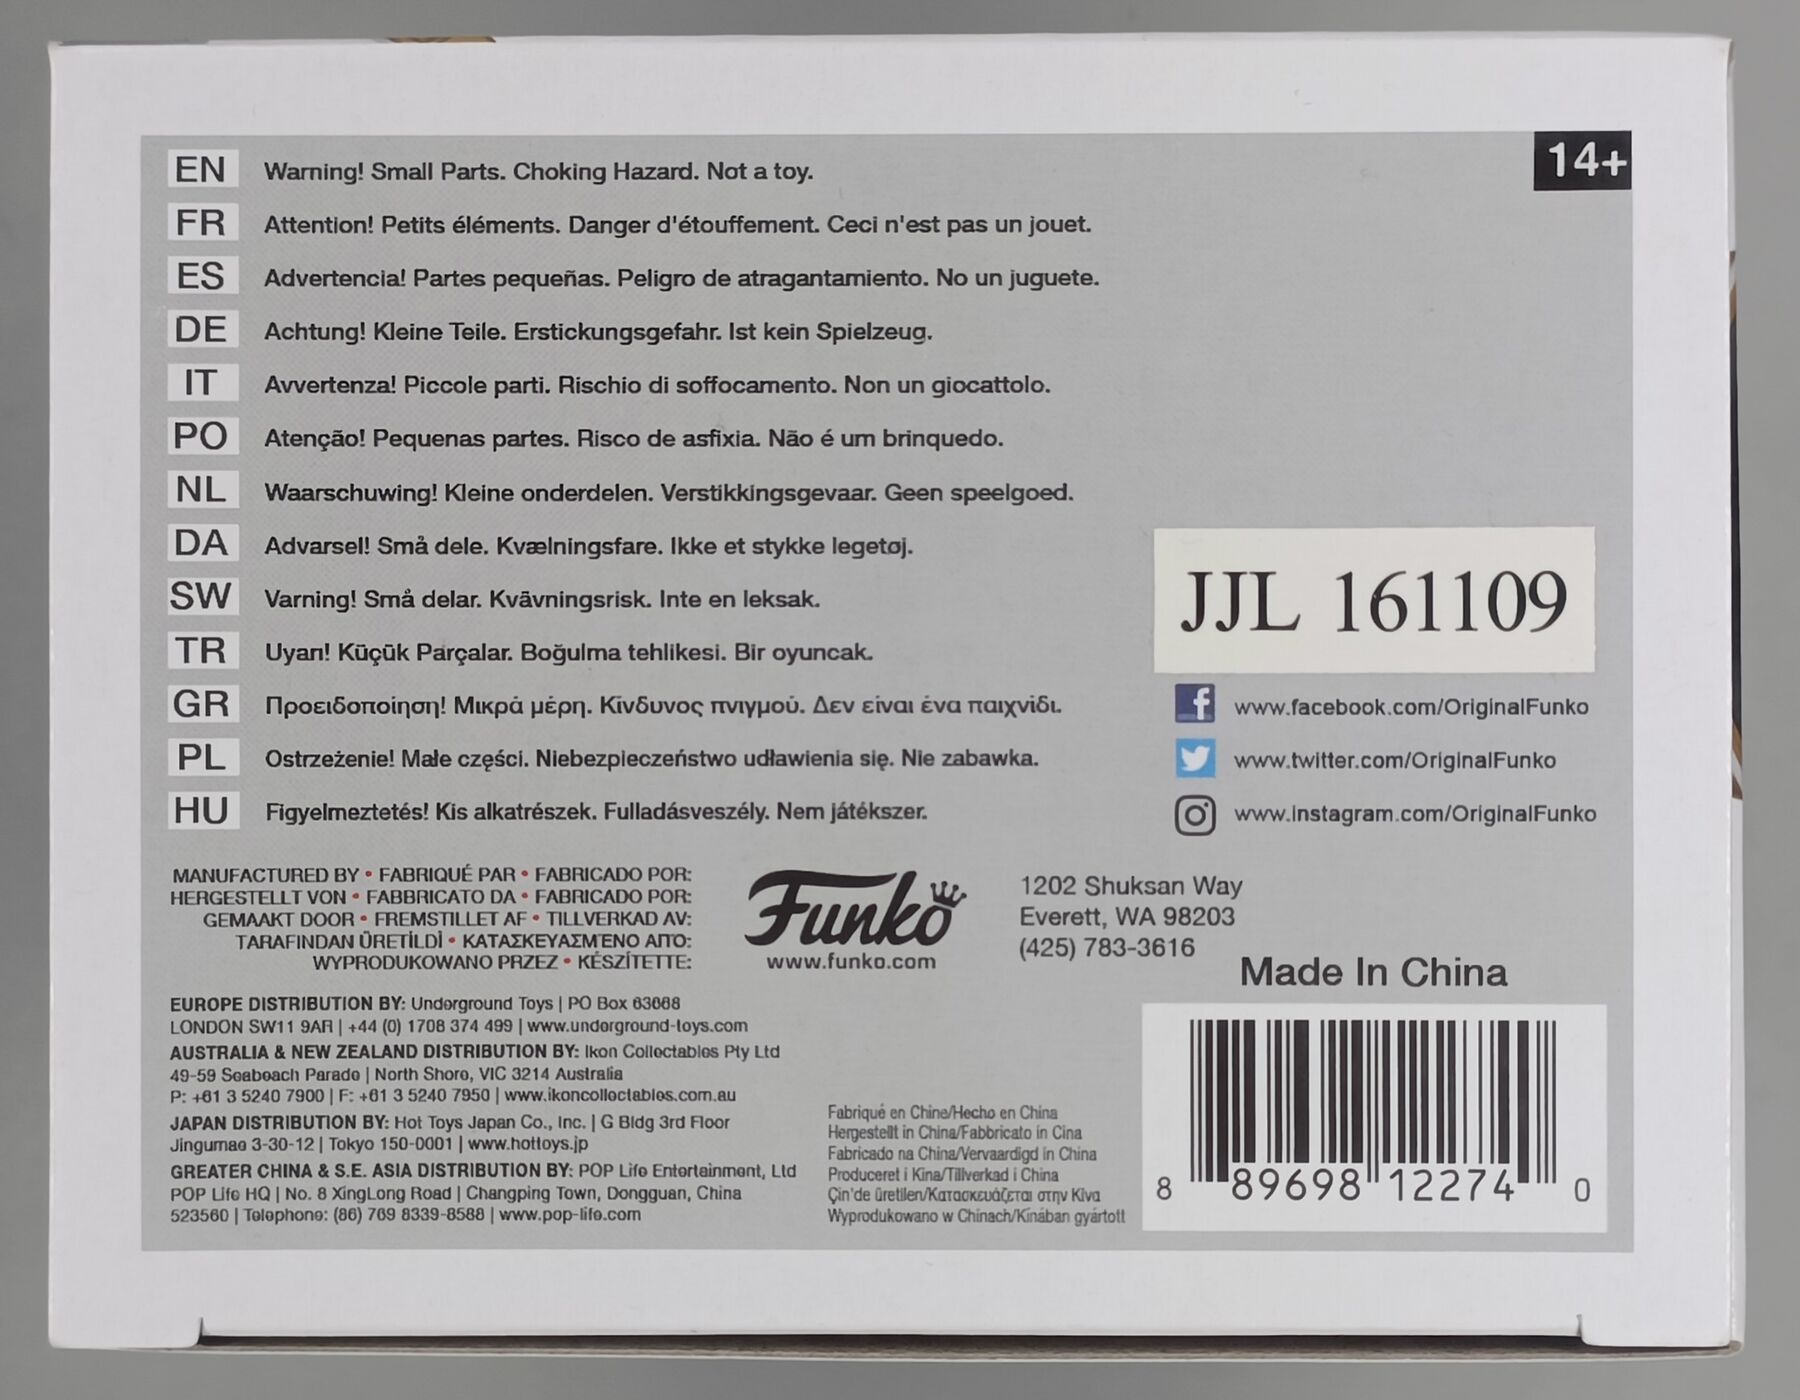 14+
EN Warning! Small Parts. Choking Hazard. Not a toy.
FR Attention! Petits éléments. Danger d'étouffement. Ceci n'est pas un jouet.
ES Advertencia! Partes pequeñas. Peligro de atragantamiento. No un juguete.
DE Achtung! Kleine Teile. Erstickungsgefahr. Ist kein Spielzeug.
IT Avvertenza! Piccole parti. Rischio di soffocamento. Non un giocattolo.
PO Atenção! Pequenas partes. Risco de asfixia. Não é um brinquedo.
NL Waarschuwing! Kleine onderdelen. Verstikkingsgevaar. Geen speelgoed.
DA Advarsel! Små dele. Kvælningsfare. Ikke et stykke legetøj.
SW Varning! Små delar. Kvävningsrisk. Inte en leksak.
TR Uyarı! Küçük Parçalar. Boğulma tehlikesi. Bir oyuncak.
GR Προειδοποίηση! Μικρά μέρη. Κίνδυνος πνιγμού. Δεν είναι ένα παιχνίδι.
PL Ostrzeżenie! Małe części. Niebezpieczeństwo udławienia się. Nie zabawka.
HU Figyelmeztetés! Kis alkatrészek. Fulladásveszély. Nem játékszer.
JJL 161109
www.facebook.com/OriginalFunko
www.twitter.com/OriginalFunko
www.instagram.com/OriginalFunko
MANUFACTURED BY • FABRIQUÉ PAR • FABRICADO POR:
HERGESTELLT VON • FABBRICATO DA • FABRICADO POR:
GEMAAKT DOOR • FREMSTILLET AF • TILLVERKAD AV:
TARAFINDAN ÜRETİLDİ • ΚΑΤΑΣΚΕΥΑΣΜΈΝΟ ΑΠΌ:
WYPRODUKOWANO PRZEZ • KÉSZÍTETTE:
Funko
www.funko.com
1202 Shuksan Way
Everett, WA 98203
(425) 783-3616
Made In China
EUROPE DISTRIBUTION BY: Underground Toys | PO Box 63668
LONDON SW11 9AR | +44 (0) 1708 374 499 | www.underground-toys.com
AUSTRALIA & NEW ZEALAND DISTRIBUTION BY: Ikon Collectables Pty Ltd
49-59 Seabeach Parade | North Shore, VIC 3214 Australia
P: +61 3 5240 7900 | F: +61 3 5240 7950 | www.ikoncollectables.com.au
JAPAN DISTRIBUTION BY: Hot Toys Japan Co., Inc. | G Bldg 3rd Floor
Jingumae 3-30-12 | Tokyo 150-0001 | www.hottoys.jp
GREATER CHINA & S.E. ASIA DISTRIBUTION BY: POP Life Entertainment, Ltd
POP Life HQ | No. 8 XingLong Road | Changping Town, Dongguan, China
523560 | Telephone: (86) 769 8339-8588 | www.pop-life.com
Fabriqué en Chine/Hecho en China
Hergestellt in China/Fabbricato in Cina
Fabricado na China/Vervaardigd in China
Produceret i Kina/Tillverkad i China
Çin'de üretilen/Κατασκευάζεται στην Κίνα
Wyprodukowano w Chinach/Kínában gyártott
8 89698 12274 0